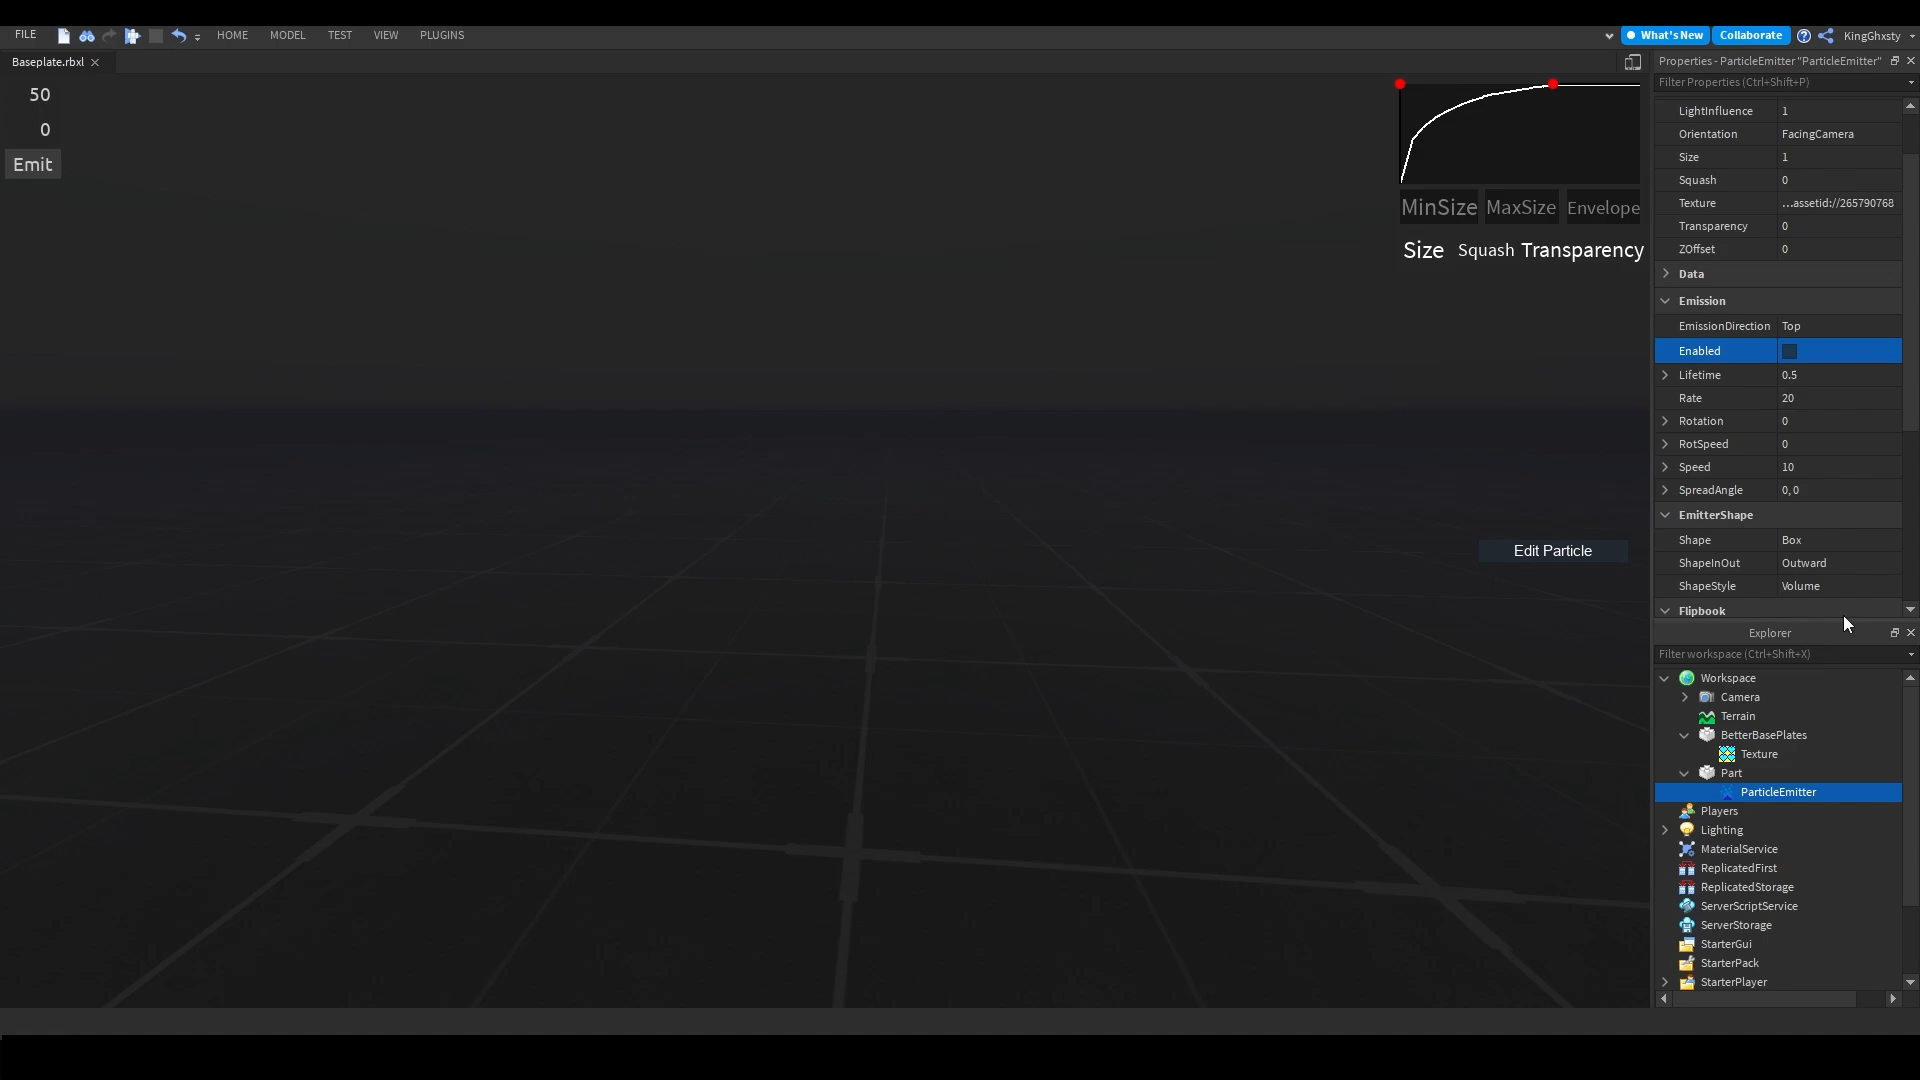 FILE HOME MODEL TEST VIEW PLUGINS What's New Collaborate KingGhxsty
Baseplate.rbxl
50
0
Emit
MinSize MaxSize Envelope
Size Squash Transparency
Edit Particle
Properties - ParticleEmitter "ParticleEmitter"
Filter Properties (Ctrl+Shift+P)
LightInfluence 1
Orientation FacingCamera
Size 1
Squash 0
Texture ...assetid://265790768
Transparency 0
ZOffset 0
Data
Emission
EmissionDirection Top
Enabled
Lifetime 0.5
Rate 20
Rotation 0
RotSpeed 0
Speed 10
SpreadAngle 0, 0
EmitterShape
Shape Box
ShapeInOut Outward
ShapeStyle Volume
Flipbook
Explorer
Filter workspace (Ctrl+Shift+X)
Workspace
Camera
Terrain
BetterBasePlates
Texture
Part
ParticleEmitter
Players
Lighting
MaterialService
ReplicatedFirst
ReplicatedStorage
ServerScriptService
ServerStorage
StarterGui
StarterPack
StarterPlayer